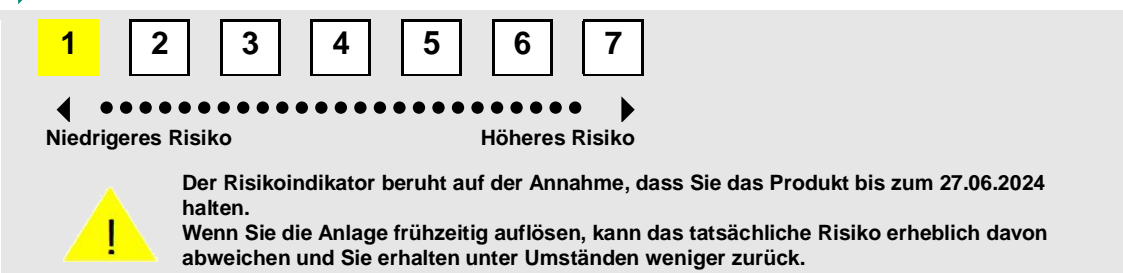 1 2 3 4 5 6 7
Niedrigeres Risiko Höheres Risiko
Der Risikoindikator beruht auf der Annahme, dass Sie das Produkt bis zum 27.06.2024
halten.
Wenn Sie die Anlage frühzeitig auflösen, kann das tatsächliche Risiko erheblich davon
abweichen und Sie erhalten unter Umständen weniger zurück.
!